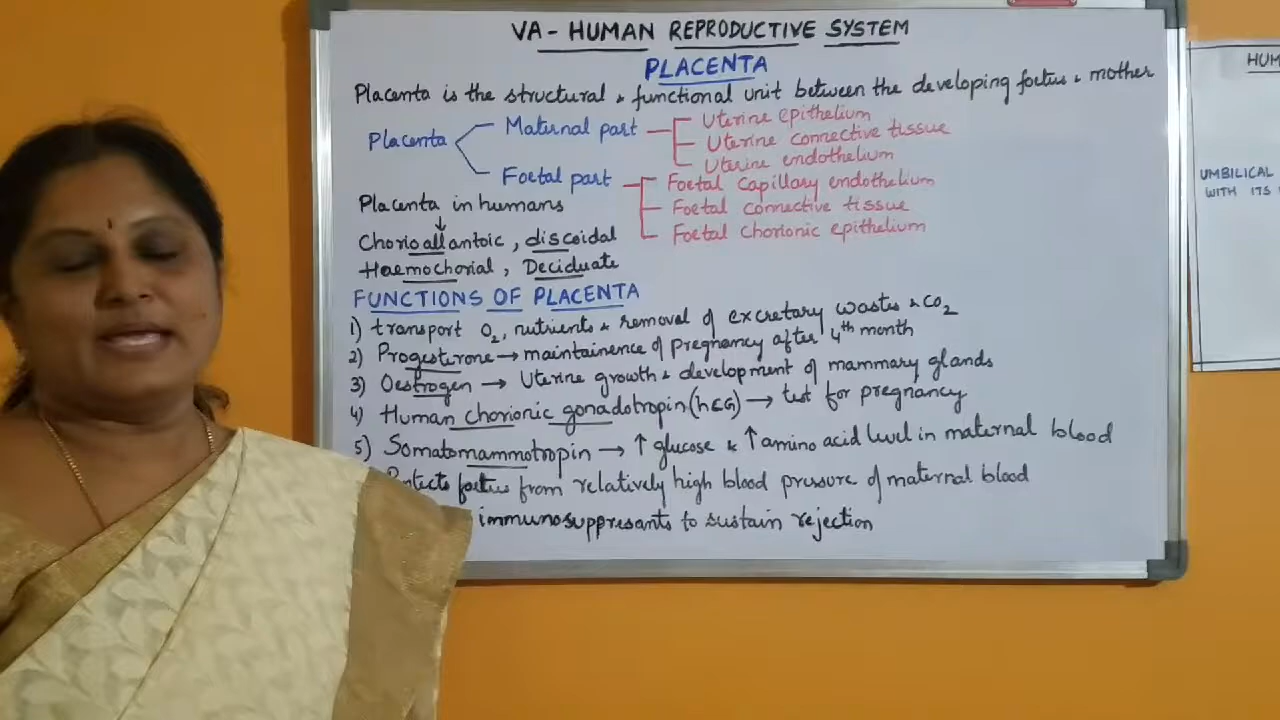 VA- HUMAN REPRODUCTIVE SYSTEM
PLACENTA
Placenta is the structural & functional unit between the developing foetus & mother
Placenta
Maternal part
Uterine epithelium
Uterine connective tissue
Uterine endothelium
Foetal part
Foetal capillary endothelium
Foetal connective tissue
Foetal chorionic epithelium
Placenta in humans
↓
Chorioallantoic, discoidal
Haemochorial, Deciduate
FUNCTIONS OF PLACENTA
1) transport O2, nutrients & removal of excretary wastes & CO2
2) Progesterone → maintainence of pregnancy after 4th month
3) Oestrogen → Uterine growth & development of mammary glands
4) Human chorionic gonadotropin (hCG) → test for pregnancy
5) Somatomammotropin → ↑ glucose & ↑ amino acid level in maternal blood
foetus from relatively high blood pressure of maternal blood
immunosuppresants to sustain rejection
HUM
UMBILICAL
WITH ITS